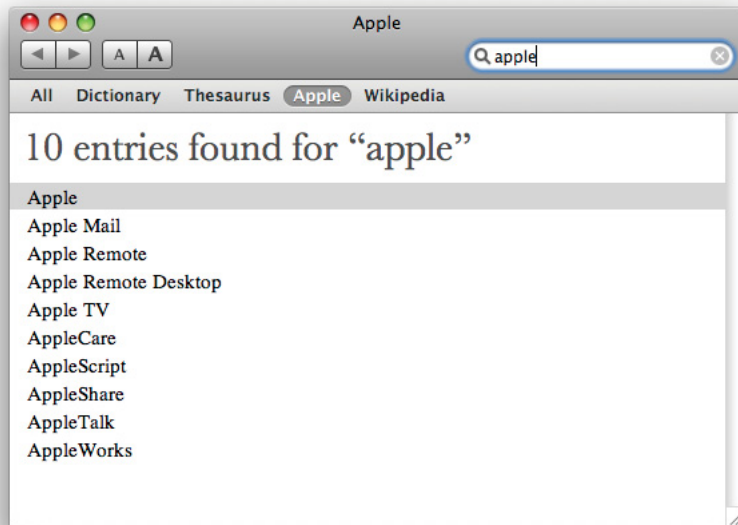 Apple
A A apple
All Dictionary Thesaurus Apple Wikipedia
10 entries found for “apple”
Apple
Apple Mail
Apple Remote
Apple Remote Desktop
Apple TV
AppleCare
AppleScript
AppleShare
AppleTalk
AppleWorks